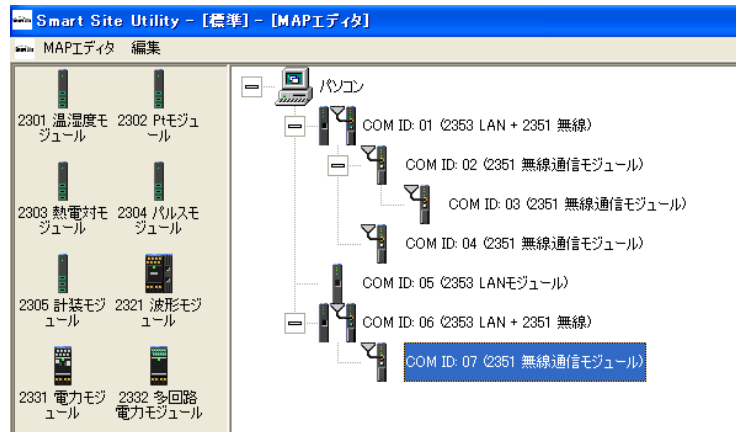 Smart Site Utility - [標準] - [MAPエディタ]
MAPエディタ 編集
2301 温湿度モ
ジュール
2302 Ptモジュ
ール
2303 熱電対モ
ジュール
2304 パルスモ
ジュール
2305 計装モジ
ュール
2321 波形モジ
ュール
2331 電力モジ
ュール
2332 多回路
電力モジュール
パソコン
COM ID: 01 (2353 LAN + 2351 無線)
COM ID: 02 (2351 無線通信モジュール)
COM ID: 03 (2351 無線通信モジュール)
COM ID: 04 (2351 無線通信モジュール)
COM ID: 05 (2353 LANモジュール)
COM ID: 06 (2353 LAN + 2351 無線)
COM ID: 07 (2351 無線通信モジュール)